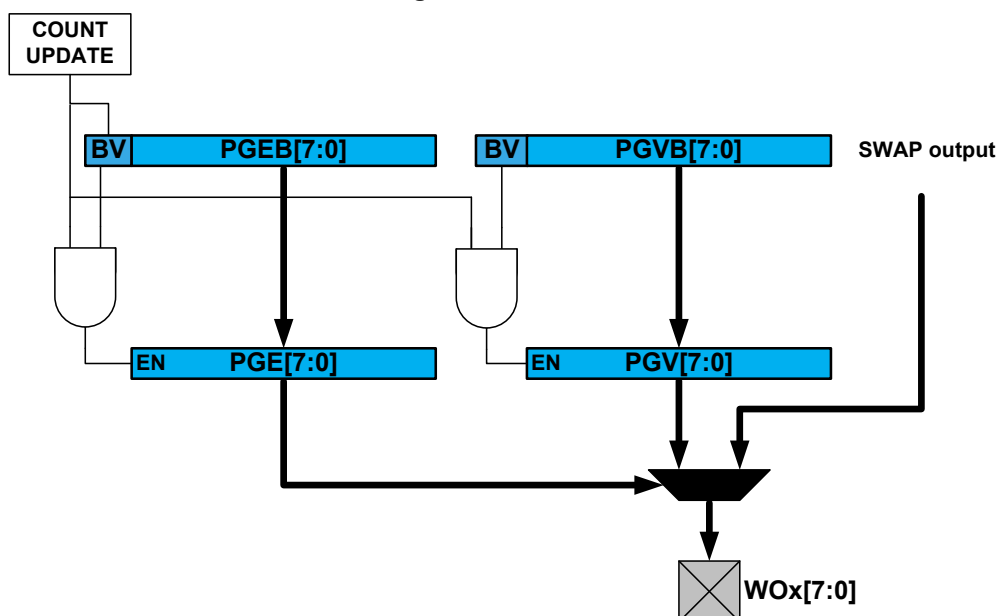 COUNT
UPDATE
BV PGEB[7:0] BV PGVB[7:0] SWAP output
EN PGE[7:0] EN PGV[7:0]
WOx[7:0]